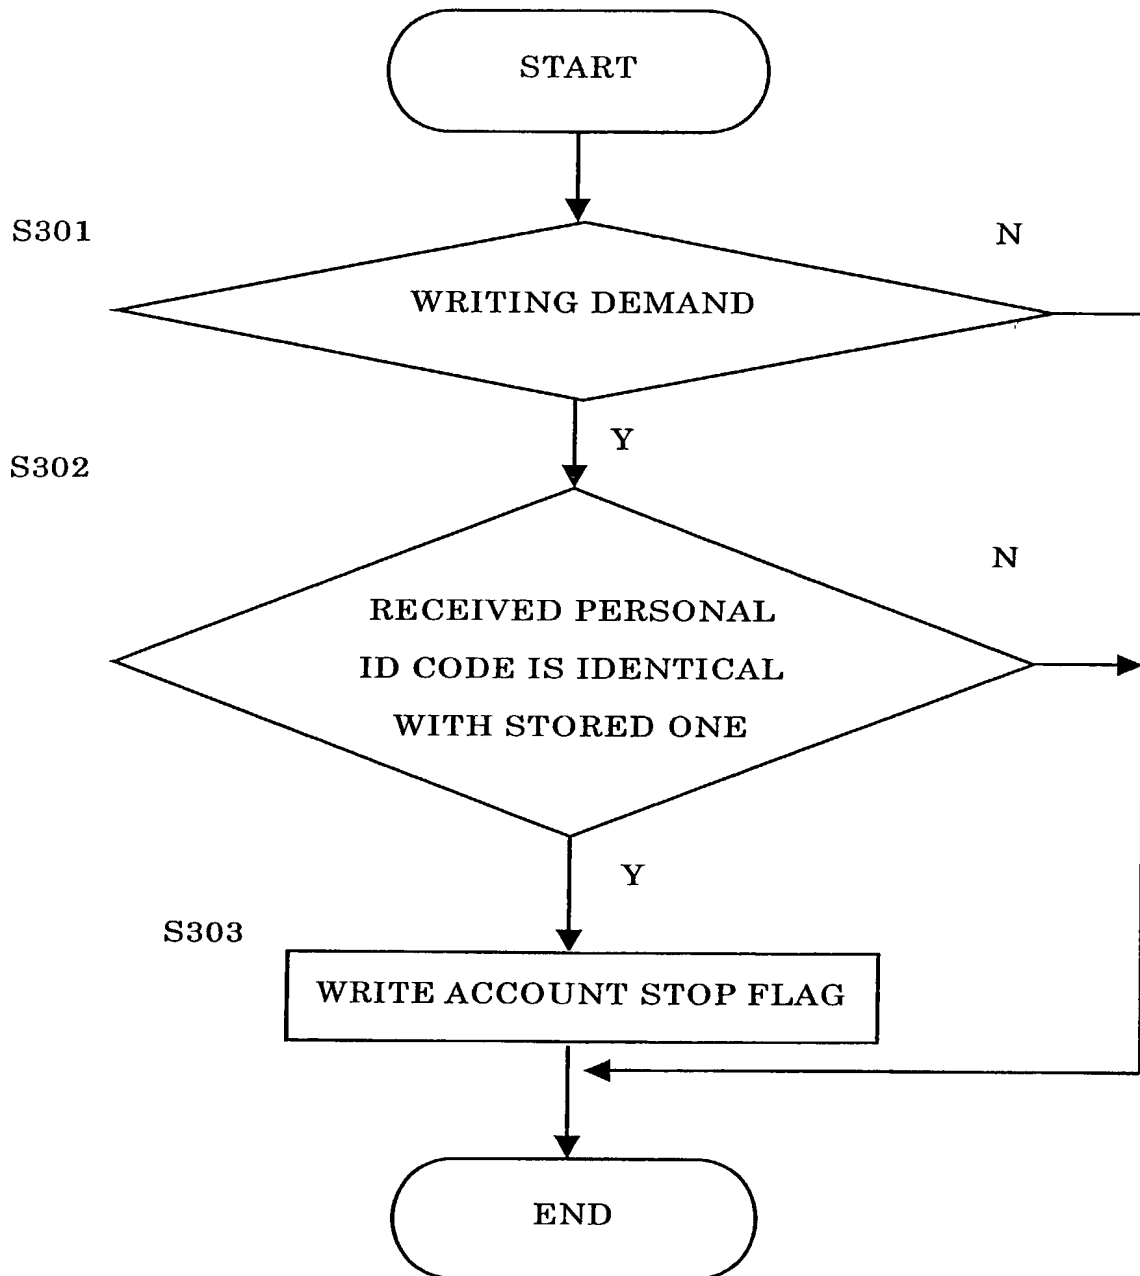 START
S301
N
WRITING DEMAND
Y
S302
N
RECEIVED PERSONAL
ID CODE IS IDENTICAL
WITH STORED ONE
Y
S303
WRITE ACCOUNT STOP FLAG
END